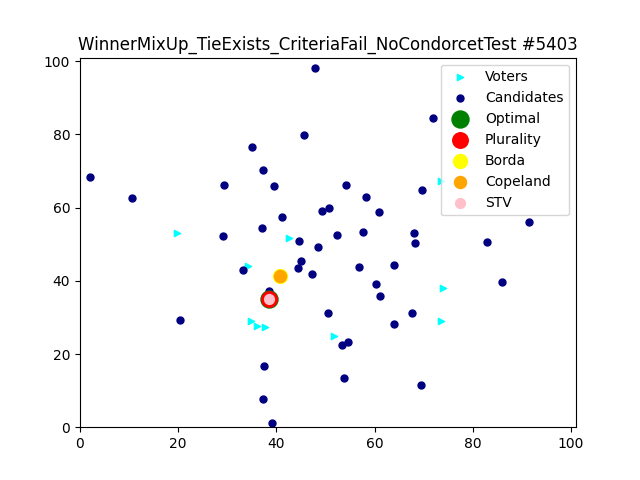 WinnerMixUp_TieExists_CriteriaFail_NoCondorcetTest #5403
100
80
60
40
20
0
0
20
40
60
80
100
Voters
Candidates
Optimal
Plurality
Borda
Copeland
STV